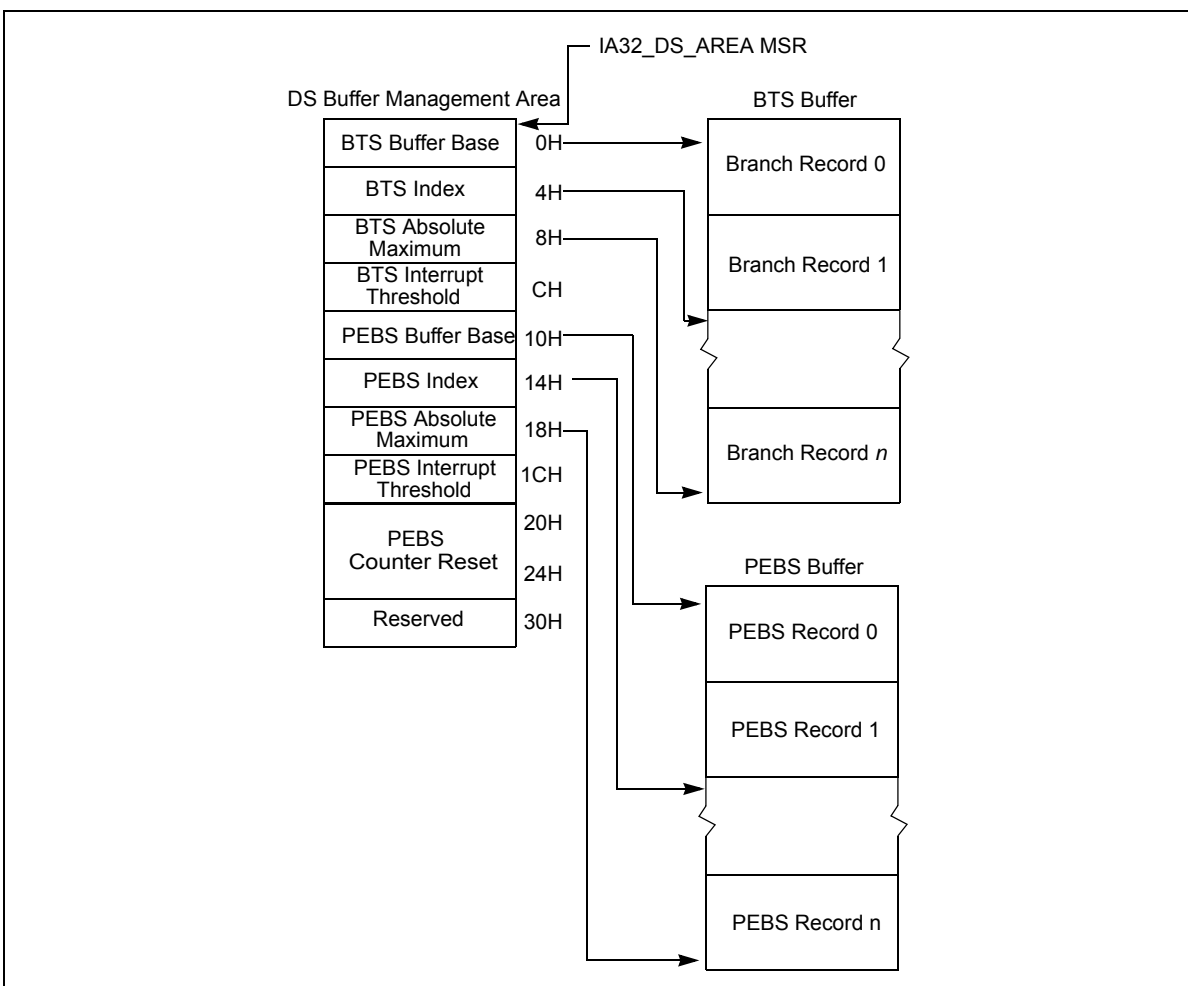 IA32_DS_AREA MSR
DS Buffer Management Area
BTS Buffer Base 0H
BTS Index 4H
BTS Absolute
Maximum 8H
BTS Interrupt
Threshold CH
PEBS Buffer Base 10H
PEBS Index 14H
PEBS Absolute
Maximum 18H
PEBS Interrupt
Threshold 1CH
20H
PEBS
Counter Reset
24H
Reserved 30H
BTS Buffer
Branch Record 0
Branch Record 1
Branch Record n
PEBS Buffer
PEBS Record 0
PEBS Record 1
PEBS Record n